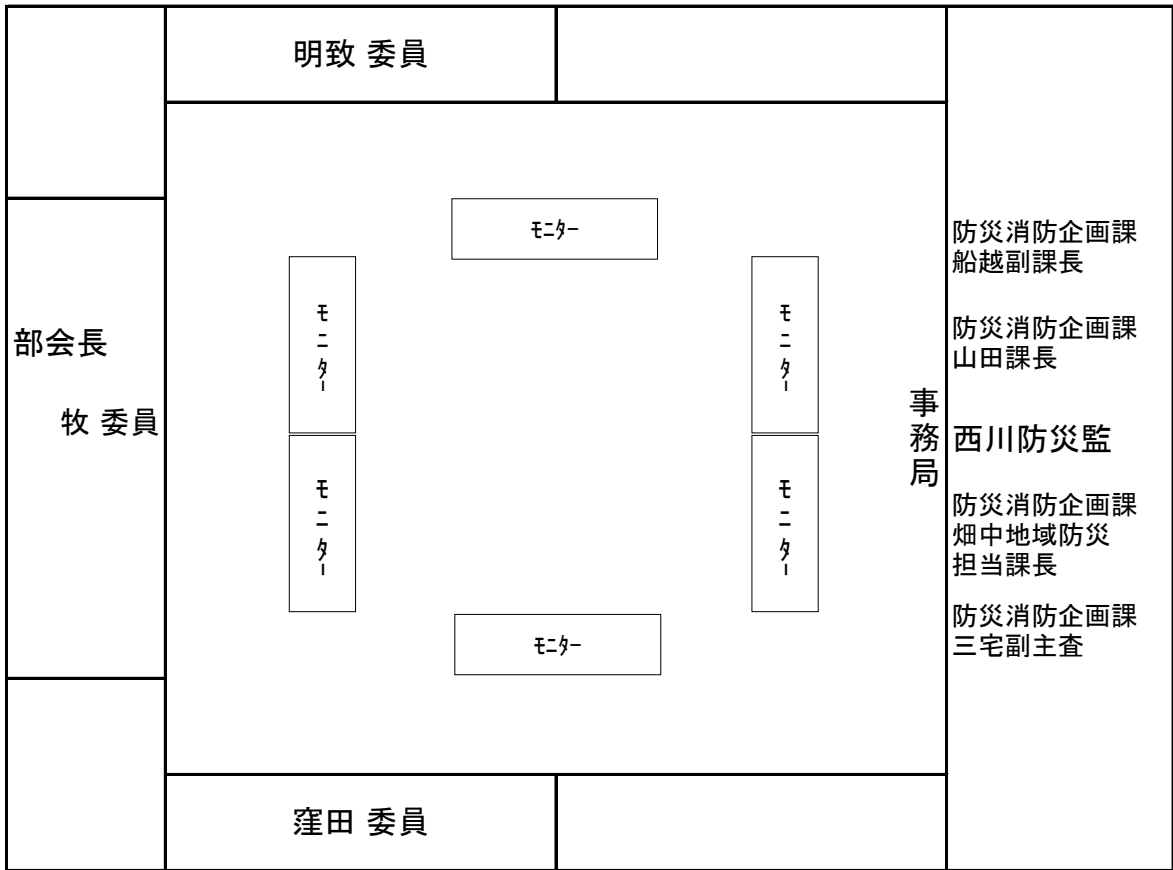 明致 委員
モニター
防災消防企画課
船越副課長
モニター
モニター
部会長
防災消防企画課
山田課長
牧 委員
事務局
西川防災監
モニター
モニター
防災消防企画課
畑中地域防災
担当課長
モニター
防災消防企画課
三宅副主査
窪田 委員